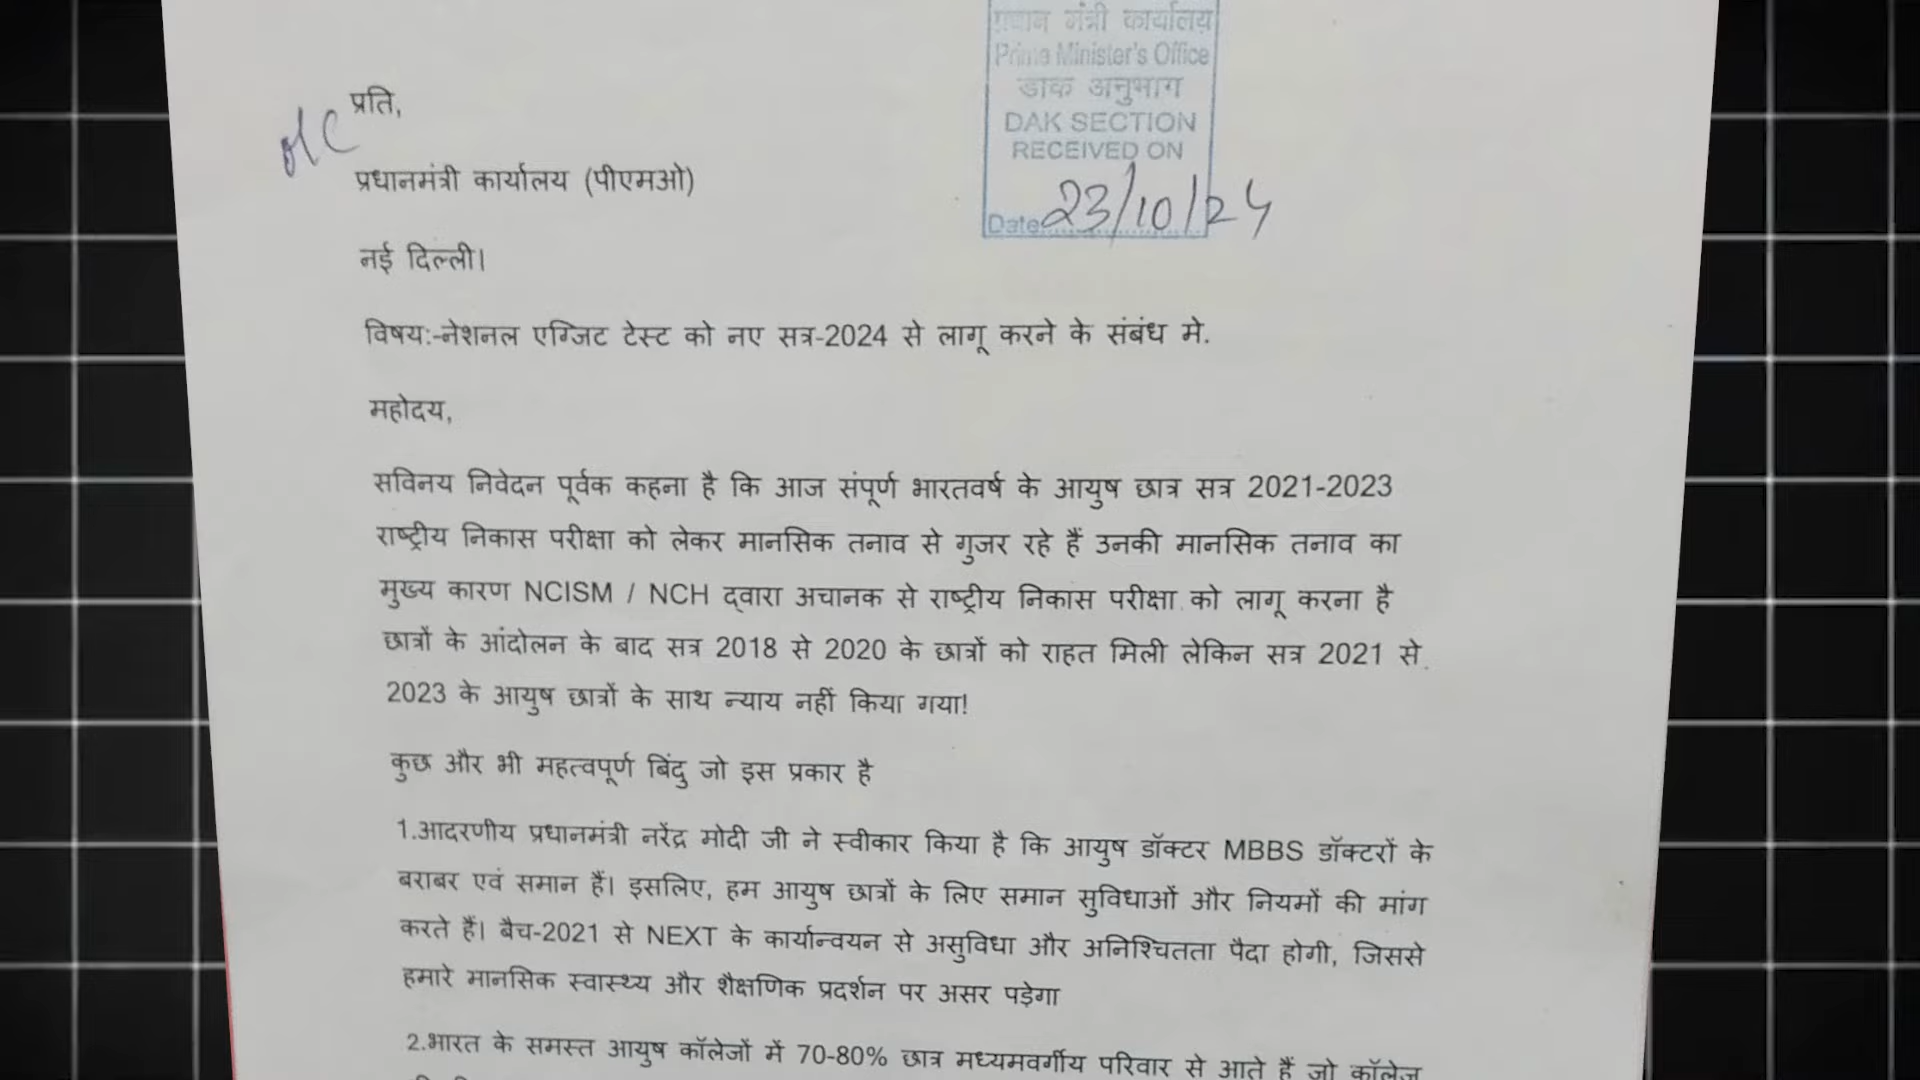 प्रधान मंत्री कार्यालय
Prime Minister's Office
डाक अनुभाग
DAK SECTION
RECEIVED ON
Date 23/10/24
प्रति,
प्रधानमंत्री कार्यालय (पीएमओ)
नई दिल्ली।
विषय:-नेशनल एग्जिट टेस्ट को नए सत्र-2024 से लागू करने के संबंध मे.
महोदय,
सविनय निवेदन पूर्वक कहना है कि आज संपूर्ण भारतवर्ष के आयुष छात्र सत्र 2021-2023
राष्ट्रीय निकास परीक्षा को लेकर मानसिक तनाव से गुजर रहे हैं उनकी मानसिक तनाव का
मुख्य कारण NCISM / NCH द्वारा अचानक से राष्ट्रीय निकास परीक्षा को लागू करना है
छात्रों के आंदोलन के बाद सत्र 2018 से 2020 के छात्रों को राहत मिली लेकिन सत्र 2021 से
2023 के आयुष छात्रों के साथ न्याय नहीं किया गया!
कुछ और भी महत्वपूर्ण बिंदु जो इस प्रकार है
1.आदरणीय प्रधानमंत्री नरेंद्र मोदी जी ने स्वीकार किया है कि आयुष डॉक्टर MBBS डॉक्टरों के
बराबर एवं समान हैं। इसलिए, हम आयुष छात्रों के लिए समान सुविधाओं और नियमों की मांग
करते हैं। बैच-2021 से NEXT के कार्यान्वयन से असुविधा और अनिश्चितता पैदा होगी, जिससे
हमारे मानसिक स्वास्थ्य और शैक्षणिक प्रदर्शन पर असर पड़ेगा
2.भारत के समस्त आयुष कॉलेजों में 70-80% छात्र मध्यमवर्गीय परिवार से आते हैं जो कॉलेज